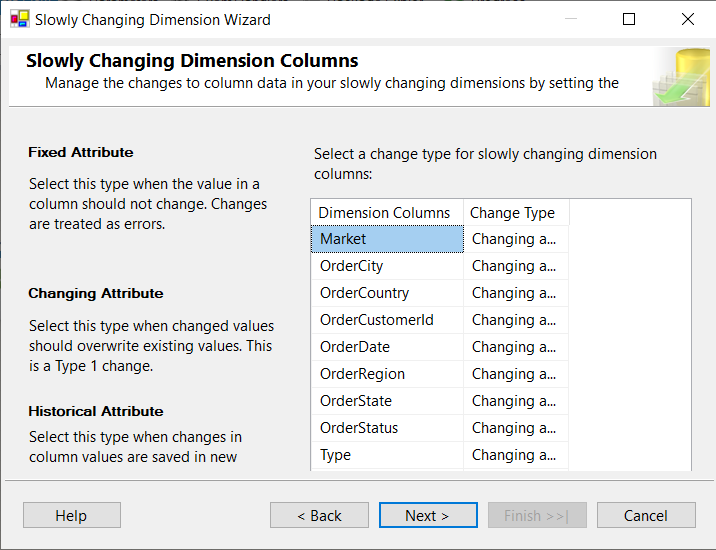 Slowly Changing Dimension Wizard
Slowly Changing Dimension Columns
Manage the changes to column data in your slowly changing dimensions by setting the
Fixed Attribute
Select this type when the value in a
column should not change. Changes
are treated as errors.
Changing Attribute
Select this type when changed values
should overwrite existing values. This
is a Type 1 change.
Historical Attribute
Select this type when changes in
column values are saved in new
Select a change type for slowly changing dimension
columns:
Dimension Columns Change Type
Market Changing a...
OrderCity Changing a...
OrderCountry Changing a...
OrderCustomerId Changing a...
OrderDate Changing a...
OrderRegion Changing a...
OrderState Changing a...
OrderStatus Changing a...
Type Changing a...
Help < Back Next > Finish >>| Cancel